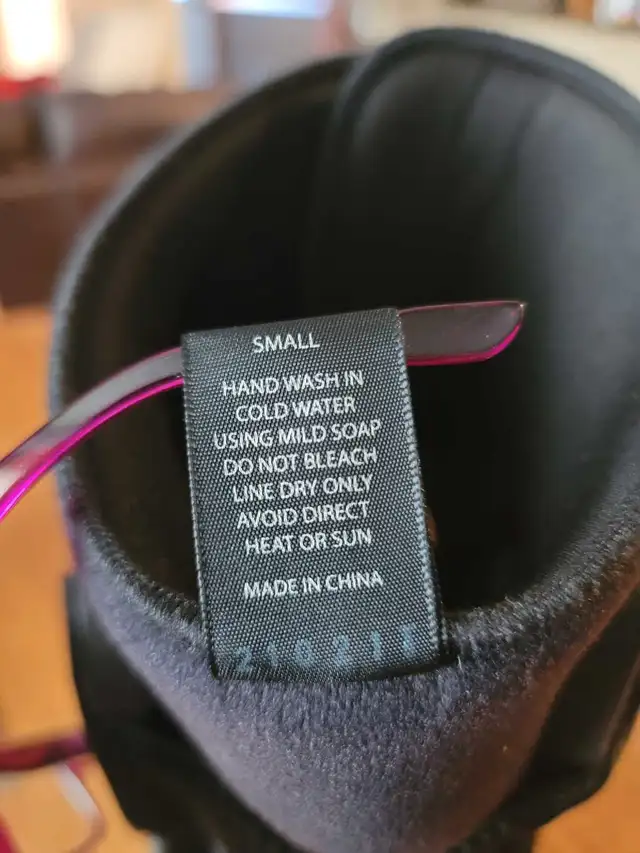 SMALL
HAND WASH IN
COLD WATER
USING MILD SOAP
DO NOT BLEACH
LINE DRY ONLY
AVOID DIRECT
HEAT OR SUN
MADE IN CHINA